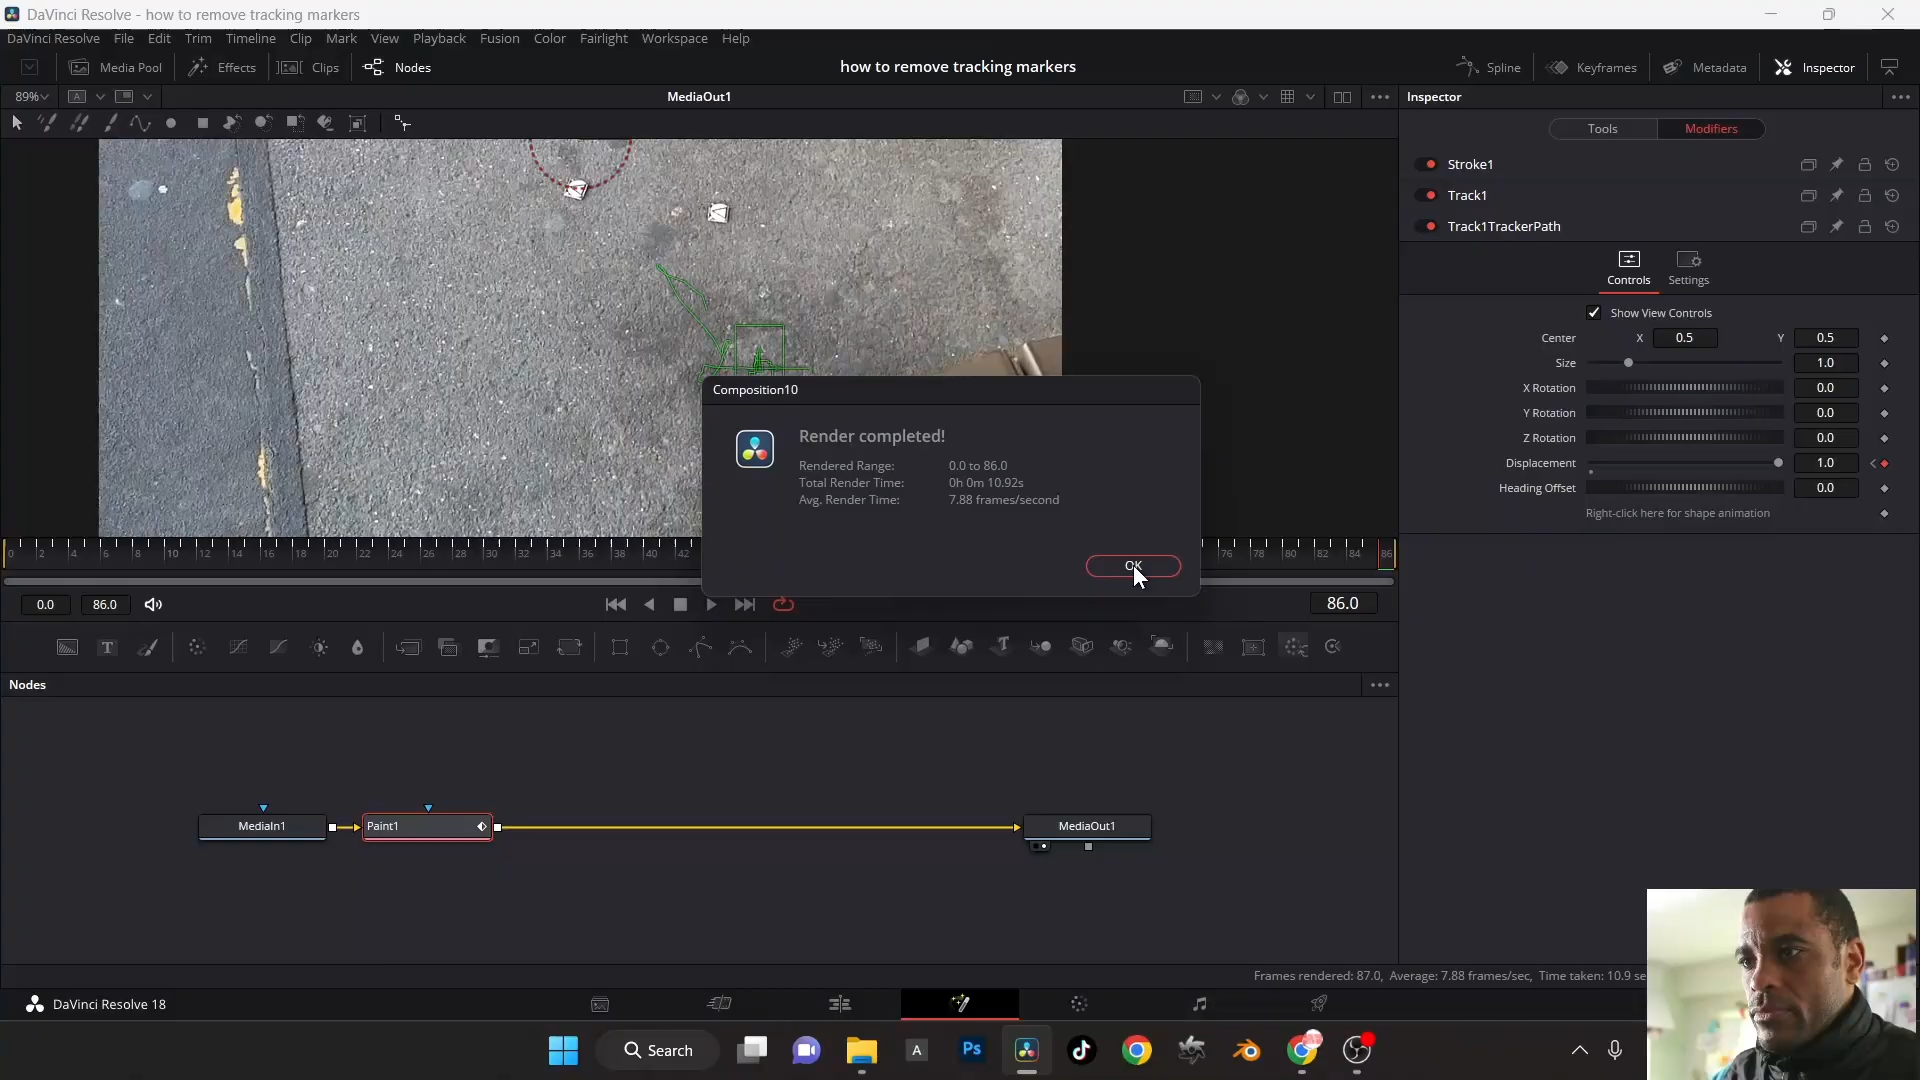 DaVinci Resolve - how to remove tracking markers
DaVinci Resolve File Edit Trim Timeline Clip Mark View Playback Fusion Color Fairlight Workspace Help
Media Pool Effects Clips Nodes how to remove tracking markers Spline Keyframes Metadata Inspector
89% A MediaOut1 Inspector
Tools Modifiers
Stroke1
Track1
Track1TrackerPath
Controls Settings
Show View Controls
Center X 0.5 Y 0.5
Size 1.0
X Rotation 0.0
Y Rotation 0.0
Z Rotation 0.0
Displacement 1.0
Heading Offset 0.0
Right-click here for shape animation
Composition10
Render completed!
Rendered Range: 0.0 to 86.0
Total Render Time: 0h 0m 10.92s
Avg. Render Time: 7.88 frames/second
OK
0 2 4 6 8 10 12 14 16 18 20 22 24 26 28 30 32 34 36 38 40 42 76 78 80 82 84 86
0.0 86.0 86.0
T T
Nodes
MediaIn1 Paint1 MediaOut1
Frames rendered: 87.0, Average: 7.88 frames/sec, Time taken: 10.9 se
DaVinci Resolve 18
Search A Ps